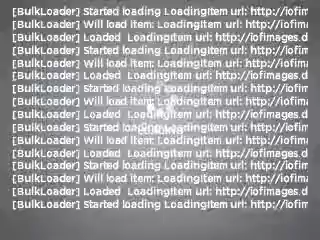 [BulkLoader] Started loading LoadingItem url: http://iofim
[BulkLoader] Will load item: LoadingItem url: http://iofima
[BulkLoader] Loaded LoadingItem url: http://iofimages.d
[BulkLoader] Started loading LoadingItem url: http://iofim
[BulkLoader] Will load item: LoadingItem url: http://iofima
[BulkLoader] Loaded LoadingItem url: http://iofimages.d
[BulkLoader] Started loading LoadingItem url: http://iofim
[BulkLoader] Will load item: LoadingItem url: http://iofima
[BulkLoader] Loaded LoadingItem url: http://iofimages.d
[BulkLoader] Started loading LoadingItem url: http://iofim
[BulkLoader] Will load item: LoadingItem url: http://iofima
[BulkLoader] Loaded LoadingItem url: http://iofimages.d
[BulkLoader] Started loading LoadingItem url: http://iofim
[BulkLoader] Will load item: LoadingItem url: http://iofima
[BulkLoader] Loaded LoadingItem url: http://iofimages.d
[BulkLoader] Started loading LoadingItem url: http://iofim